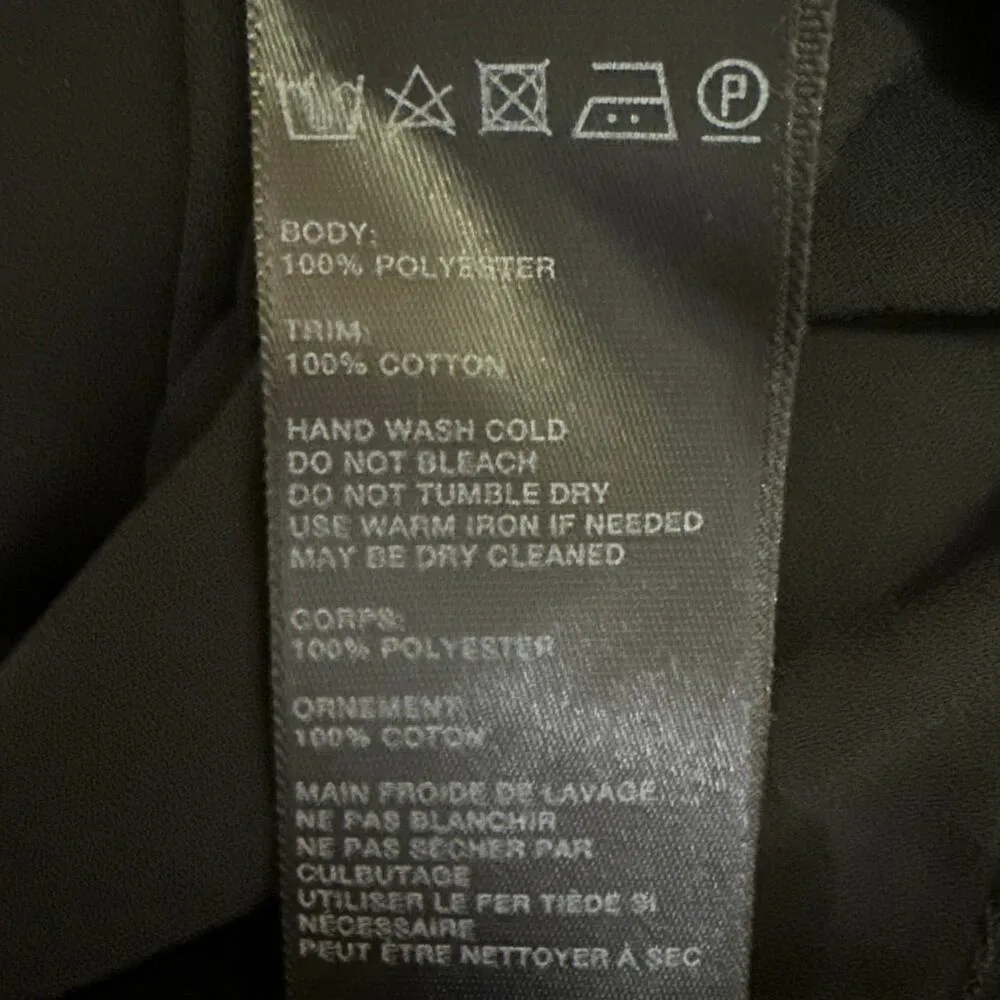 P
BODY:
100% POLYESTER
TRIM:
100% COTTON
HAND WASH COLD
DO NOT BLEACH
DO NOT TUMBLE DRY
USE WARM IRON IF NEEDED
MAY BE DRY CLEANED
CORPS:
100% POLYESTER
ORNEMENT
100% COTON
MAIN FROIDE DE LAVAGE
NE PAS BLANCHIR
NE PAS SÉCHER PAR
CULBUTAGE
UTILISER LE FER TIÈDE SI
NÉCESSAIRE
PEUT ÊTRE NETTOYER À SEC